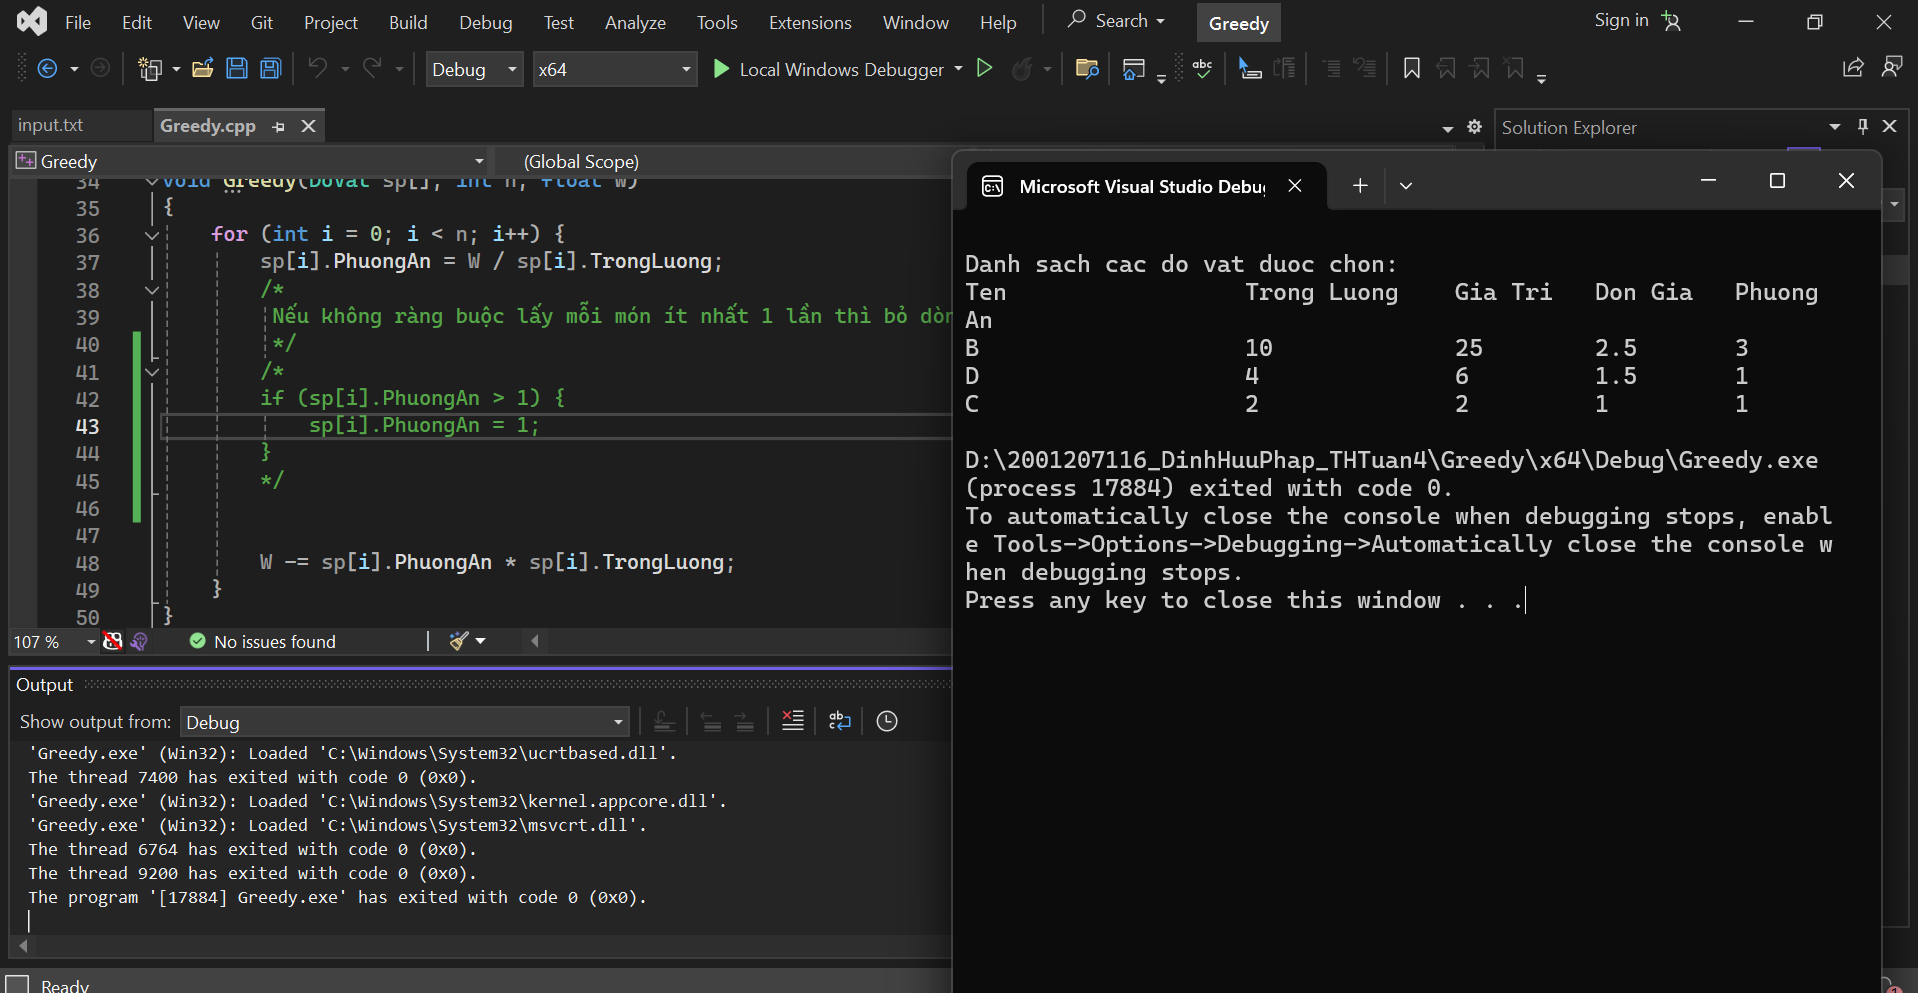 File Edit View Git Project Build Debug Test Analyze Tools Extensions Window Help Search Greedy Sign in
Debug x64 Local Windows Debugger
input.txt Greedy.cpp
Solution Explorer
Greedy (Global Scope)
34 void Greedy(DoVat sp[], int n, float W)
35 {
36 for (int i = 0; i < n; i++) {
37 sp[i].PhuongAn = W / sp[i].TrongLuong;
38 /*
39 Nếu không ràng buộc lấy mỗi món ít nhất 1 lần thì bỏ dòn
40 */
41 /*
42 if (sp[i].PhuongAn > 1) {
43 sp[i].PhuongAn = 1;
44 }
45 */
46
47
48 W -= sp[i].PhuongAn * sp[i].TrongLuong;
49 }
50 }
107 % No issues found
Output
Show output from: Debug
'Greedy.exe' (Win32): Loaded 'C:\Windows\System32\ucrtbased.dll'.
The thread 7400 has exited with code 0 (0x0).
'Greedy.exe' (Win32): Loaded 'C:\Windows\System32\kernel.appcore.dll'.
'Greedy.exe' (Win32): Loaded 'C:\Windows\System32\msvcrt.dll'.
The thread 6764 has exited with code 0 (0x0).
The thread 9200 has exited with code 0 (0x0).
The program '[17884] Greedy.exe' has exited with code 0 (0x0).
Ready
Microsoft Visual Studio Debu
Danh sach cac do vat duoc chon:
Ten Trong Luong Gia Tri Don Gia Phuong
An
B 10 25 2.5 3
D 4 6 1.5 1
C 2 2 1 1
D:\2001207116_DinhHuuPhap_THTuan4\Greedy\x64\Debug\Greedy.exe
(process 17884) exited with code 0.
To automatically close the console when debugging stops, enabl
e Tools->Options->Debugging->Automatically close the console w
hen debugging stops.
Press any key to close this window . . .